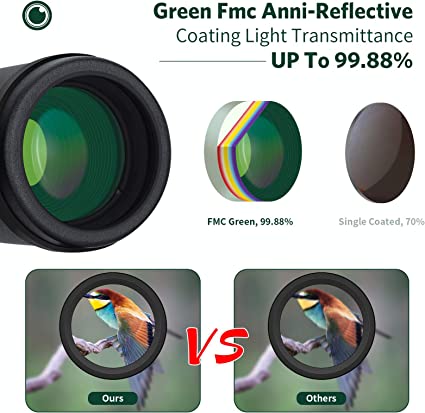 Green Fmc Anni-Reflective
Coating Light Transmittance
UP To 99.88%
FMC Green, 99.88%
Single Coated, 70%
VS
Ours
Others